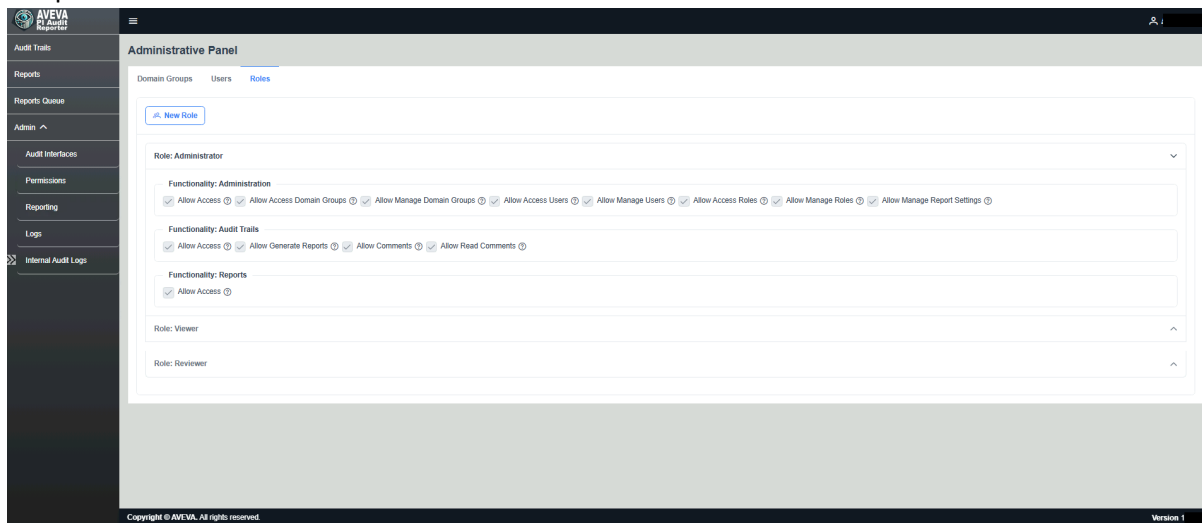 AVEVA
PI Audit
Reporter
Audit Trails
Reports
Reports Queue
Admin
Audit Interfaces
Permissions
Reporting
Logs
Internal Audit Logs
Administrative Panel
Domain Groups Users Roles
New Role
Role: Administrator
Functionality: Administration
Allow Access Allow Access Domain Groups Allow Manage Domain Groups Allow Access Users Allow Manage Users Allow Access Roles Allow Manage Roles Allow Manage Report Settings
Functionality: Audit Trails
Allow Access Allow Generate Reports Allow Comments Allow Read Comments
Functionality: Reports
Allow Access
Role: Viewer
Role: Reviewer
Copyright © AVEVA. All rights reserved.
Version 1